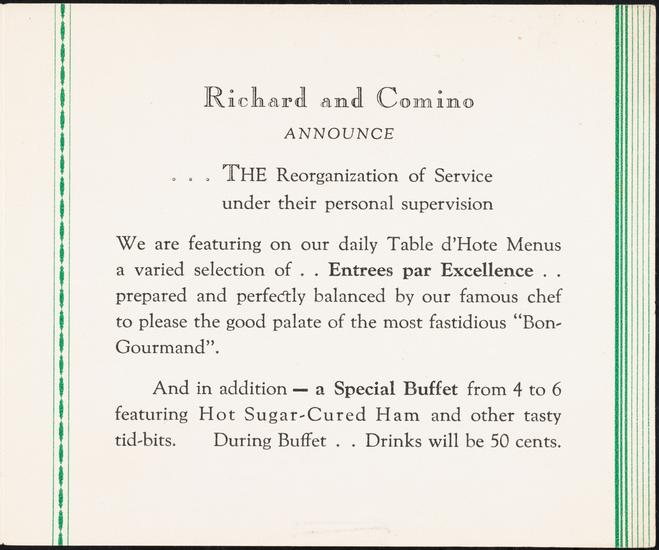 Richard and Comino
ANNOUNCE
. . . THE Reorganization of Service
under their personal supervision
We are featuring on our daily Table d'Hote Menus
a varied selection of . . Entrees par Excellence . .
prepared and perfectly balanced by our famous chef
to please the good palate of the most fastidious "Bon-
Gourmand".
And in addition — a Special Buffet from 4 to 6
featuring Hot Sugar-Cured Ham and other tasty
tid-bits. During Buffet . . Drinks will be 50 cents.